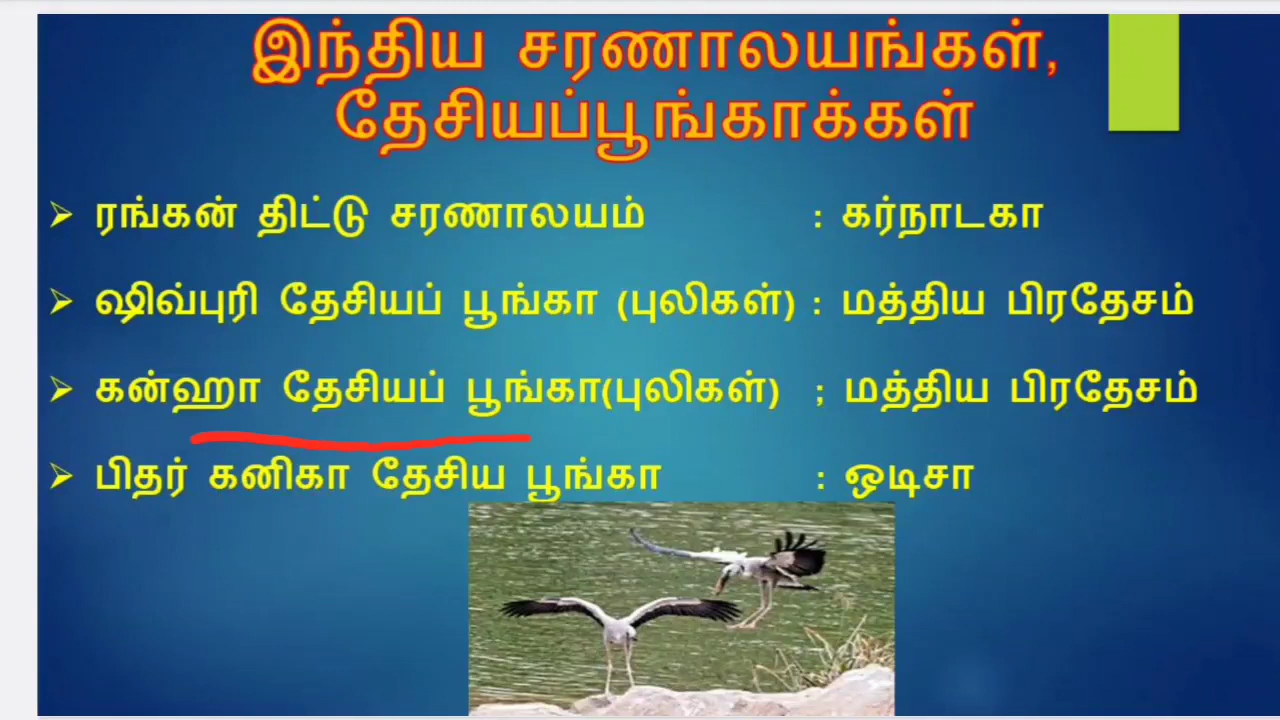 இந்திய சரணாலயங்கள்,
தேசியப்பூங்காக்கள்
ரங்கன் திட்டு சரணாலயம் : கர்நாடகா
ஷிவ்புரி தேசியப் பூங்கா (புலிகள்) : மத்திய பிரதேசம்
கன்ஹா தேசியப் பூங்கா(புலிகள்) ; மத்திய பிரதேசம்
பிதர் கனிகா தேசிய பூங்கா : ஒடிசா